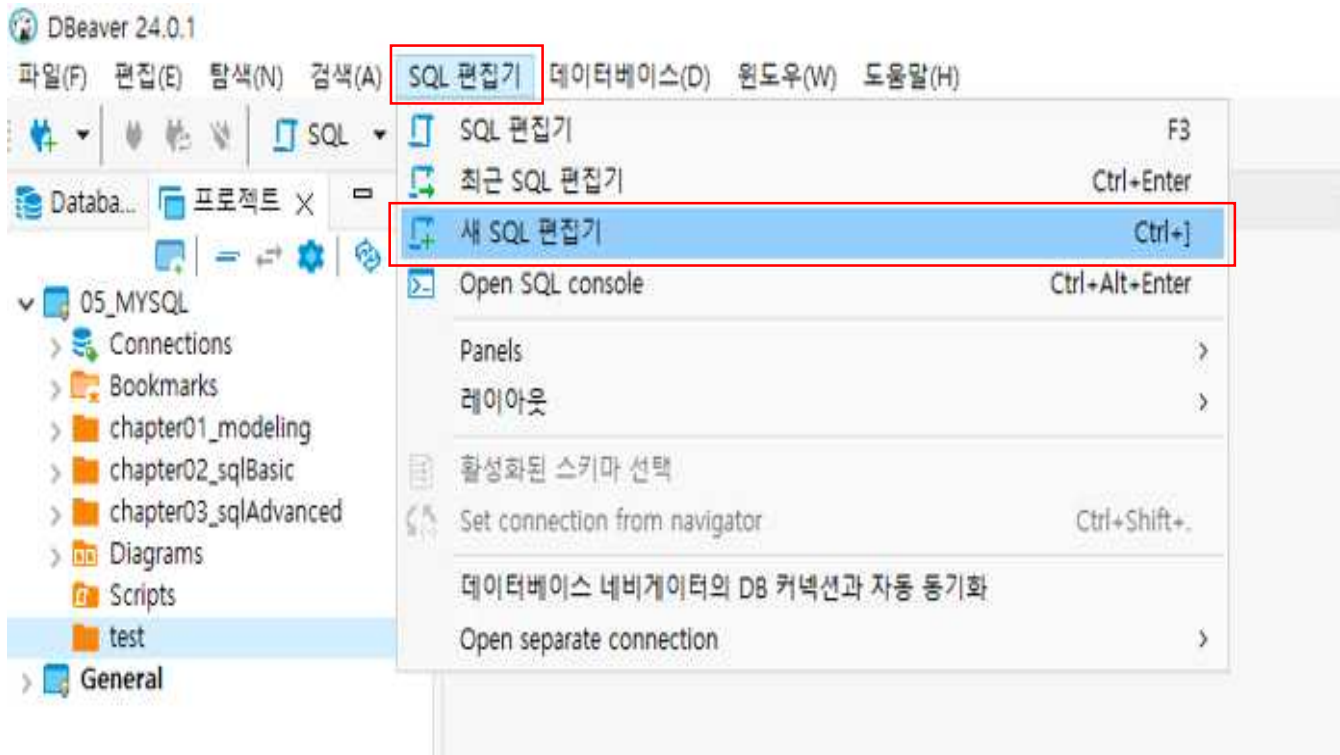 DBeaver 24.0.1
파일(F) 편집(E) 탐색(N) 검색(A) SQL 편집기 데이터베이스(D) 윈도우(W) 도움말(H)
SQL
SQL 편집기 F3
최근 SQL 편집기 Ctrl+Enter
새 SQL 편집기 Ctrl+]
Open SQL console Ctrl+Alt+Enter
Panels
레이아웃
활성화된 스키마 선택
Set connection from navigator Ctrl+Shift+.
데이터베이스 네비게이터의 DB 커넥션과 자동 동기화
Open separate connection
Databa... 프로젝트
05_MYSQL
Connections
Bookmarks
chapter01_modeling
chapter02_sqlBasic
chapter03_sqlAdvanced
Diagrams
Scripts
test
General